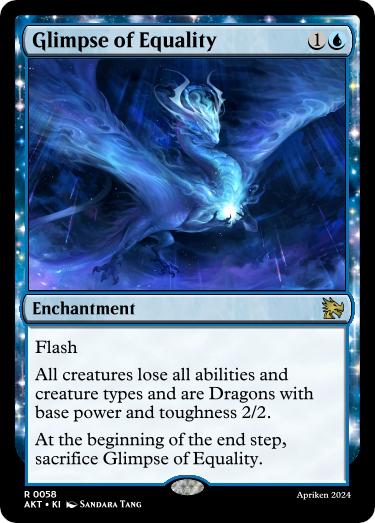 Glimpse of Equality 1
Enchantment
Flash
All creatures lose all abilities and
creature types and are Dragons with
base power and toughness 2/2.
At the beginning of the end step,
sacrifice Glimpse of Equality.
R 0058
AKT • KI Sandara Tang
Apriken 2024